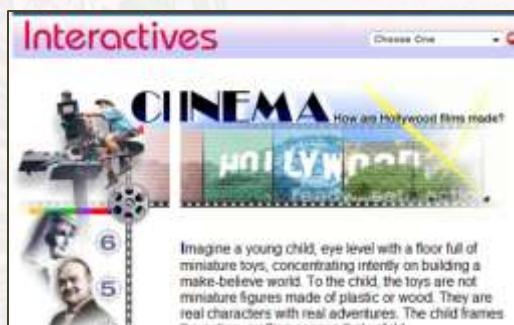 Interactives
Choose One
CINEMA
How are Hollywood films made?
HOLLYWOOD
6
5
Imagine a young child, eye level with a floor full of
miniature toys, concentrating intently on building a
make-believe world. To the child, the toys are not
miniature figures made of plastic or wood. They are
real characters with real adventures. The child frames